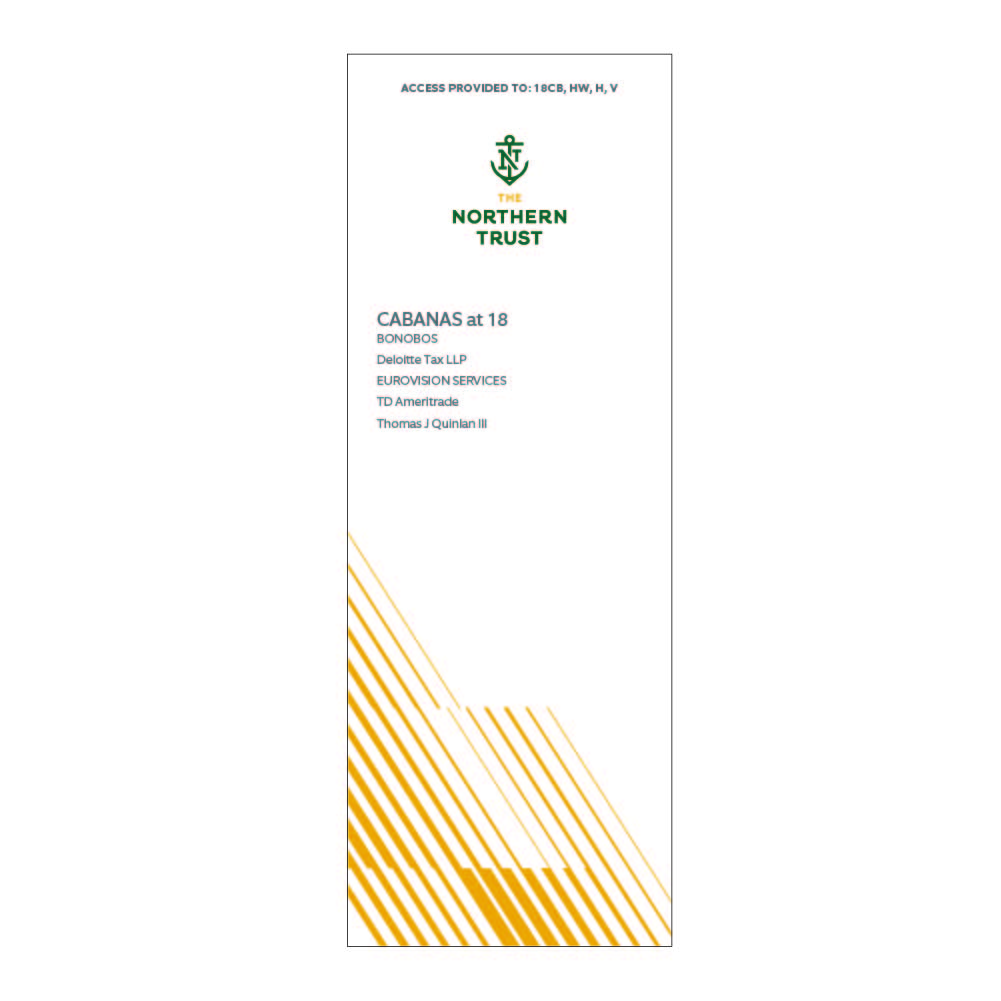 ACCESS PROVIDED TO: 18CB, HW, H, V
NT
THE
NORTHERN
TRUST
CABANAS at 18
BONOBOS
Deloitte Tax LLP
EUROVISION SERVICES
TD Ameritrade
Thomas J Quinlan III